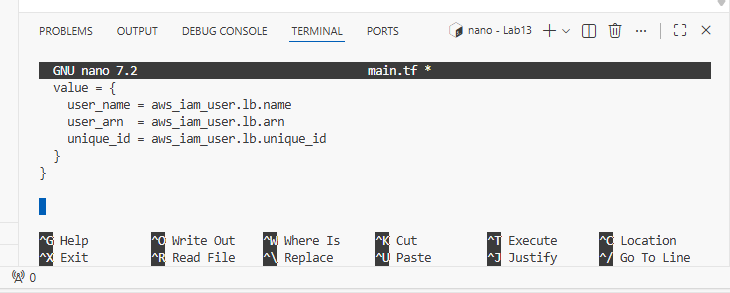 PROBLEMS OUTPUT DEBUG CONSOLE TERMINAL PORTS nano - Lab13
GNU nano 7.2 main.tf *
value = {
user_name = aws_iam_user.lb.name
user_arn = aws_iam_user.lb.arn
unique_id = aws_iam_user.lb.unique_id
}
}
^G Help ^O Write Out ^W Where Is ^K Cut ^T Execute ^C Location
^X Exit ^R Read File ^\ Replace ^U Paste ^J Justify ^/ Go To Line
0